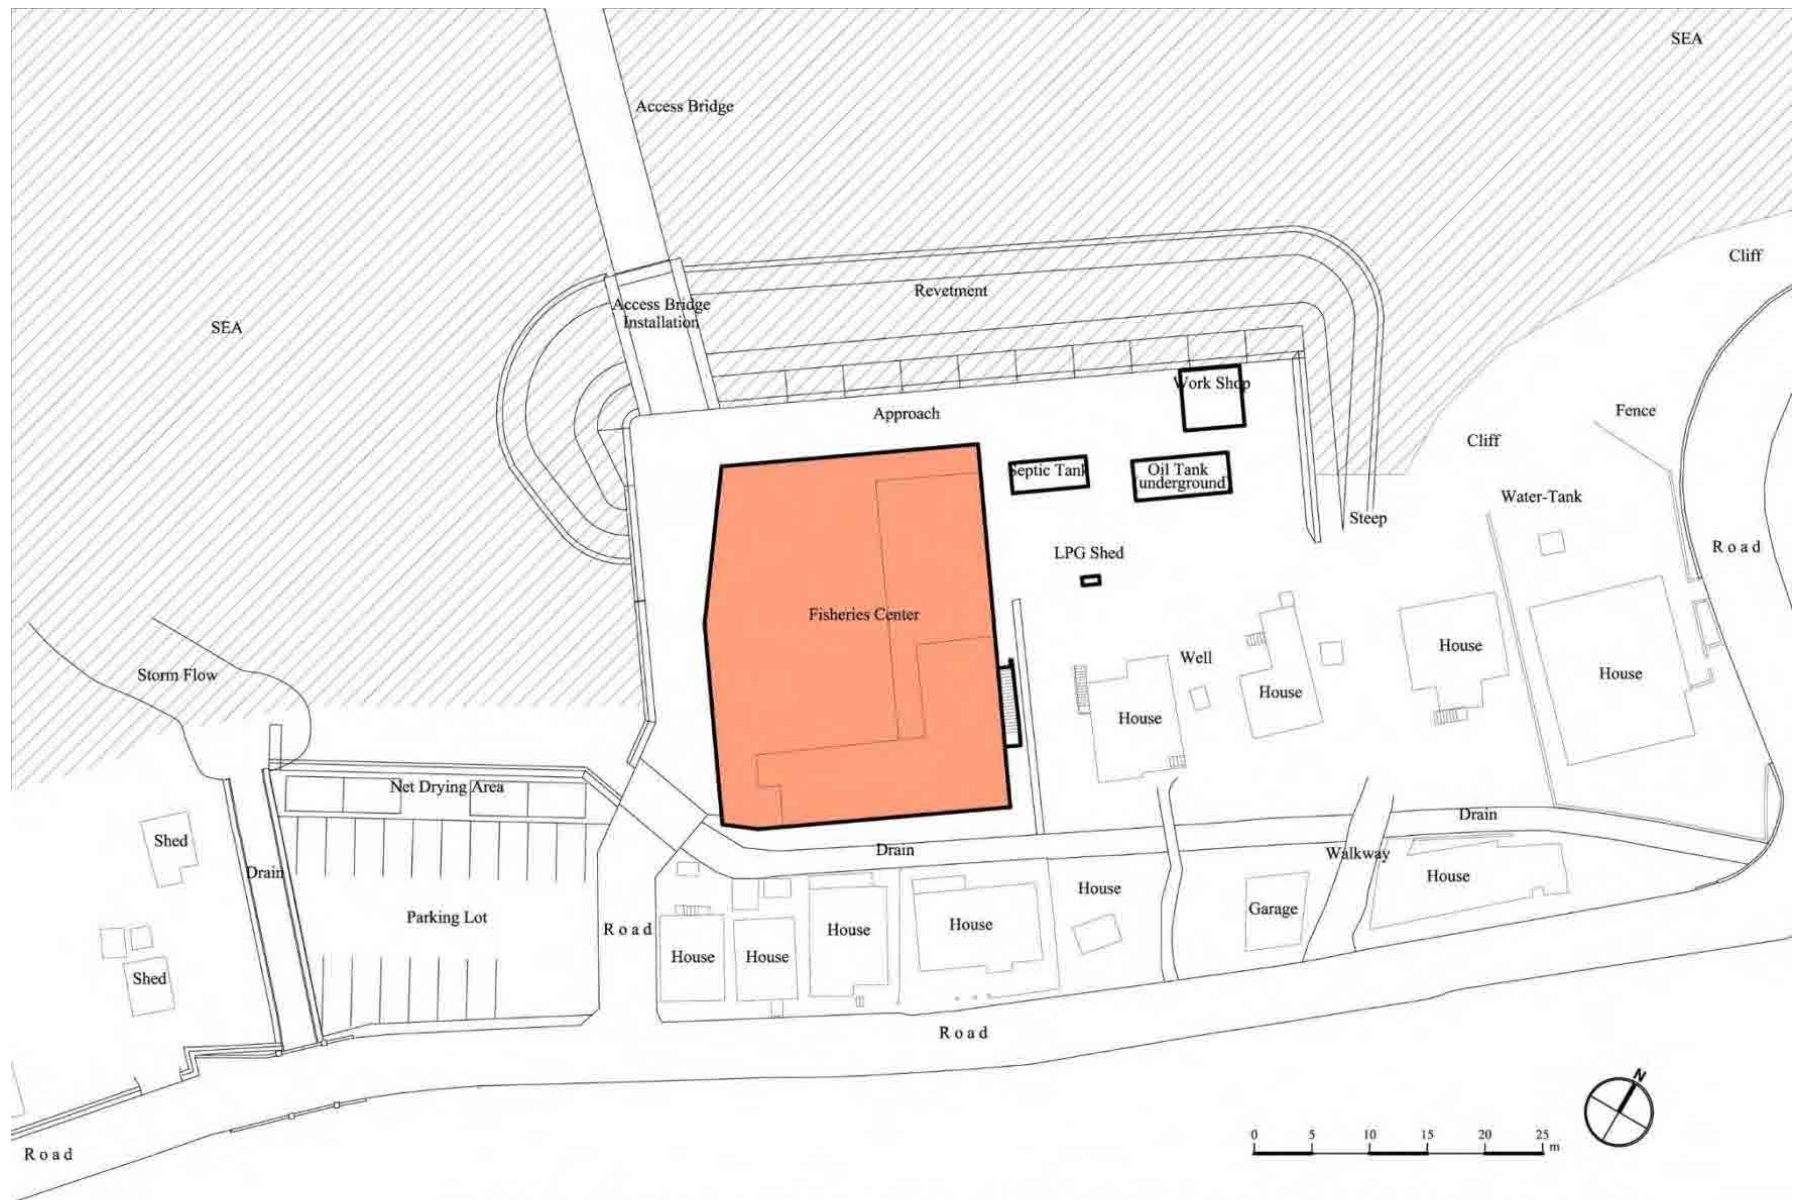 SEA
Access Bridge
Cliff
Revetment
Access Bridge
Installation
SEA
Work Shop
Approach
Fence
Cliff
Septic Tank
Oil Tank
underground
Water-Tank
Steep
Road
LPG Shed
Fisheries Center
House
Well
House
Storm Flow
House
House
Net Drying Area
Drain
Shed
Drain
Walkway
Drain
House
House
Parking Lot
Garage
House
House
Road
House
House
Shed
Road
N
0 5 10 15 20 25
m
Road